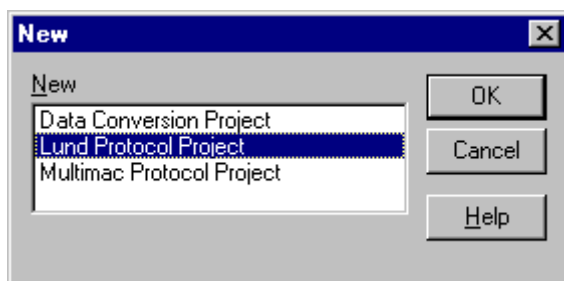 New
New
Data Conversion Project
Lund Protocol Project
Multimac Protocol Project
OK
Cancel
Help